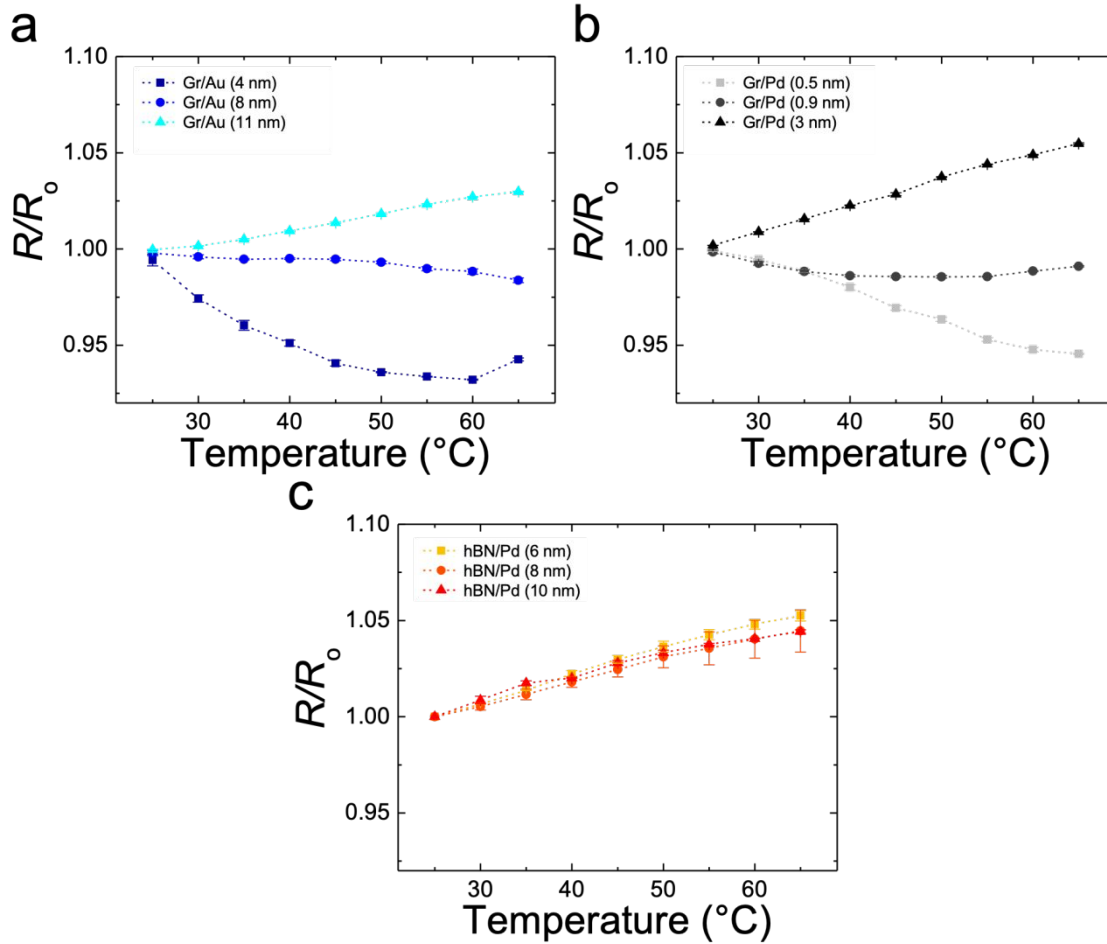 a
1.10
1.05
1.00
0.95
R/Ro
Gr/Au (4 nm)
Gr/Au (8 nm)
Gr/Au (11 nm)
30 40 50 60
Temperature (°C)
b
1.10
1.05
1.00
0.95
R/Ro
Gr/Pd (0.5 nm)
Gr/Pd (0.9 nm)
Gr/Pd (3 nm)
30 40 50 60
Temperature (°C)
c
1.10
1.05
1.00
0.95
R/Ro
hBN/Pd (6 nm)
hBN/Pd (8 nm)
hBN/Pd (10 nm)
30 40 50 60
Temperature (°C)